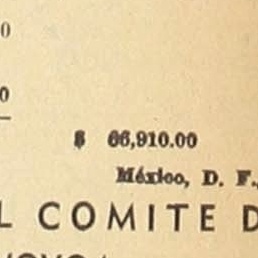 0
0
$ 66,910.00
México, D. F.,
L COMITE D